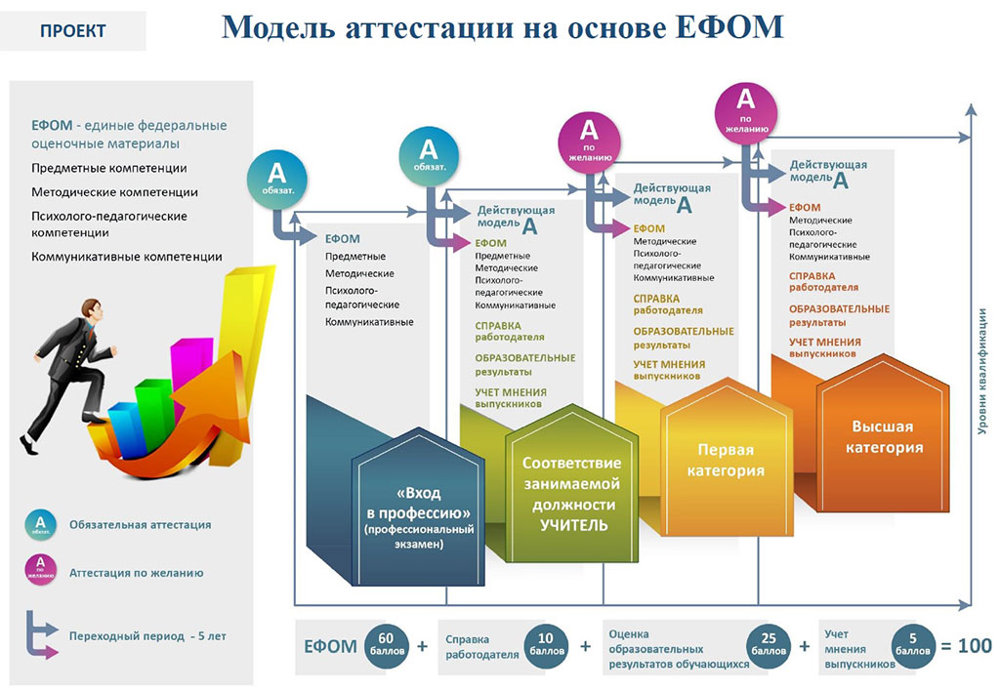 ПРОЕКТ
Модель аттестации на основе ЕФОМ
ЕФОМ - единые федеральные
оценочные материалы
Предметные компетенции
Методические компетенции
Психолого-педагогические
компетенции
Коммуникативные компетенции
А
обязат.
Обязательная аттестация
А
по
желанию
Аттестация по желанию
Переходный период - 5 лет
А
обязат.
ЕФОМ
Предметные
Методические
Психолого-
педагогические
Коммуникативные
«Вход
в профессию»
(профессиональный
экзамен)
А
обязат.
Действующая
модель А
ЕФОМ
Предметные
Методические
Психолого-
педагогические
Коммуникативные
СПРАВКА
работодателя
ОБРАЗОВАТЕЛЬНЫЕ
результаты
УЧЕТ МНЕНИЯ
выпускников
Соответствие
занимаемой
должности
УЧИТЕЛЬ
А
по
желанию
Действующая
модель А
ЕФОМ
Методические
Психолого-
педагогические
Коммуникативные
СПРАВКА
работодателя
ОБРАЗОВАТЕЛЬНЫЕ
результаты
УЧЕТ МНЕНИЯ
выпускников
Первая
категория
А
по
желанию
Действующая
модель А
ЕФОМ
Методические
Психолого-
педагогические
Коммуникативные
СПРАВКА
работодателя
ОБРАЗОВАТЕЛЬНЫЕ
результаты
УЧЕТ МНЕНИЯ
выпускников
Высшая
категория
Уровни квалификации
ЕФОМ 60 баллов +
Справка
работодателя
10 баллов +
Оценка
образовательных
результатов обучающихся
25 баллов +
Учет
мнения
выпускников
5 баллов = 100